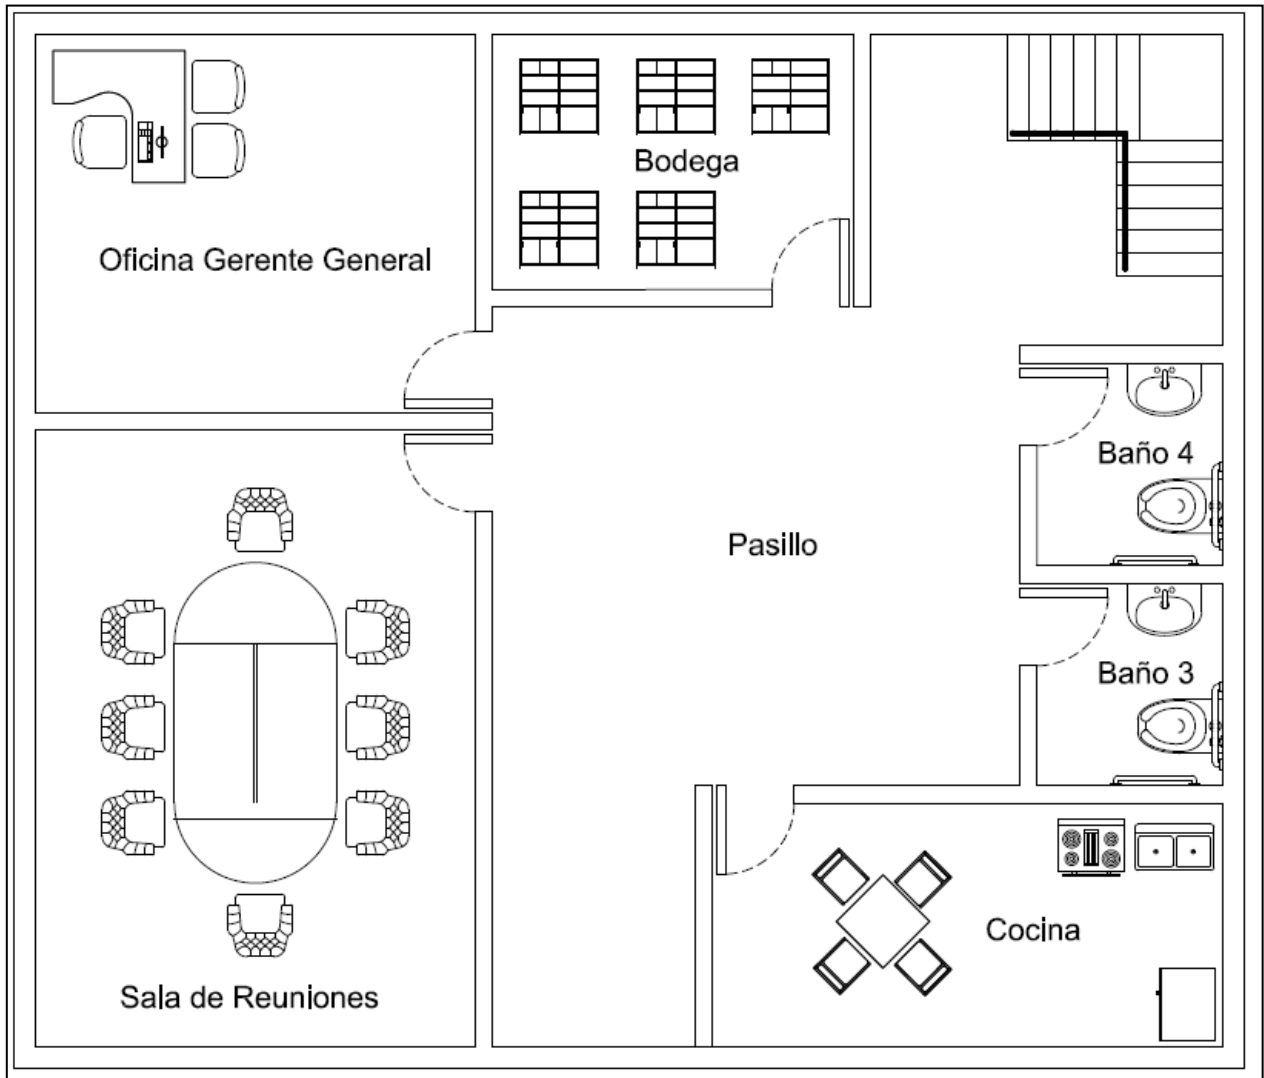 Bodega
Oficina Gerente General
Baño 4
Pasillo
Baño 3
Cocina
Sala de Reuniones